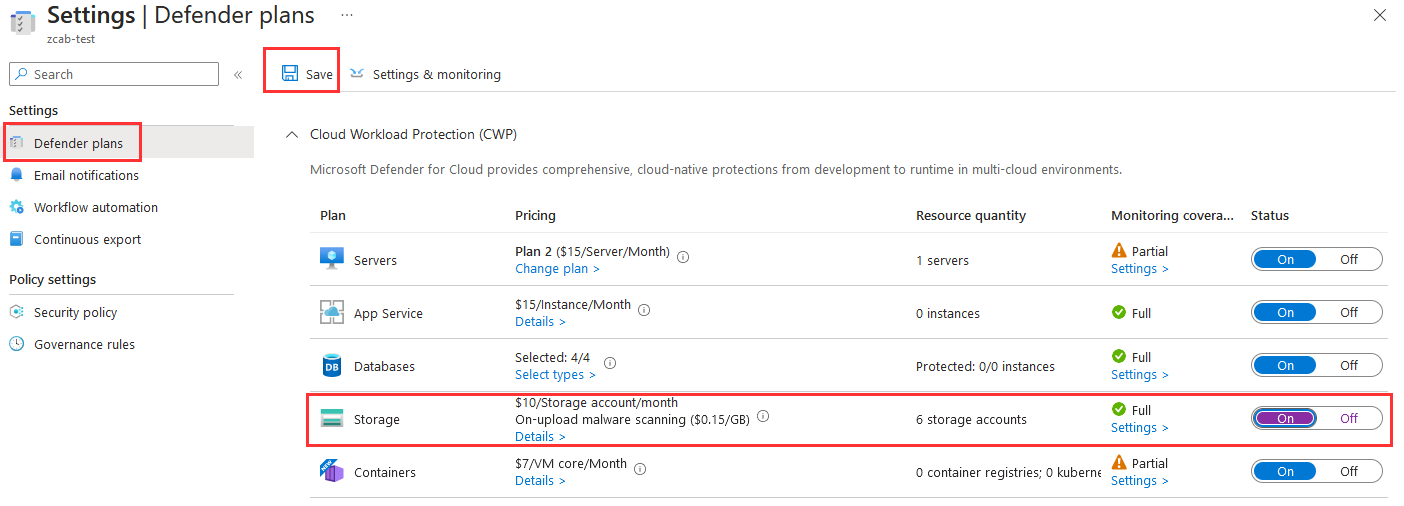 Settings | Defender plans ...
zcab-test
Search
«
Save
Settings & monitoring
Settings
Defender plans
Email notifications
Workflow automation
Continuous export
Policy settings
Security policy
Governance rules
Cloud Workload Protection (CWP)
Microsoft Defender for Cloud provides comprehensive, cloud-native protections from development to runtime in multi-cloud environments.
Plan Pricing Resource quantity Monitoring covera... Status
Servers Plan 2 ($15/Server/Month) 1 servers Partial On Off
Change plan > Settings >
App Service $15/Instance/Month 0 instances Full On Off
Details >
DB Databases Selected: 4/4 Protected: 0/0 instances Full On Off
Select types > Settings >
$10/Storage account/month
Storage On-upload malware scanning ($0.15/GB) 6 storage accounts Full On Off
Details > Settings >
Containers $7/VM core/Month 0 container registries; 0 kuberne Partial On Off
Details > Settings >